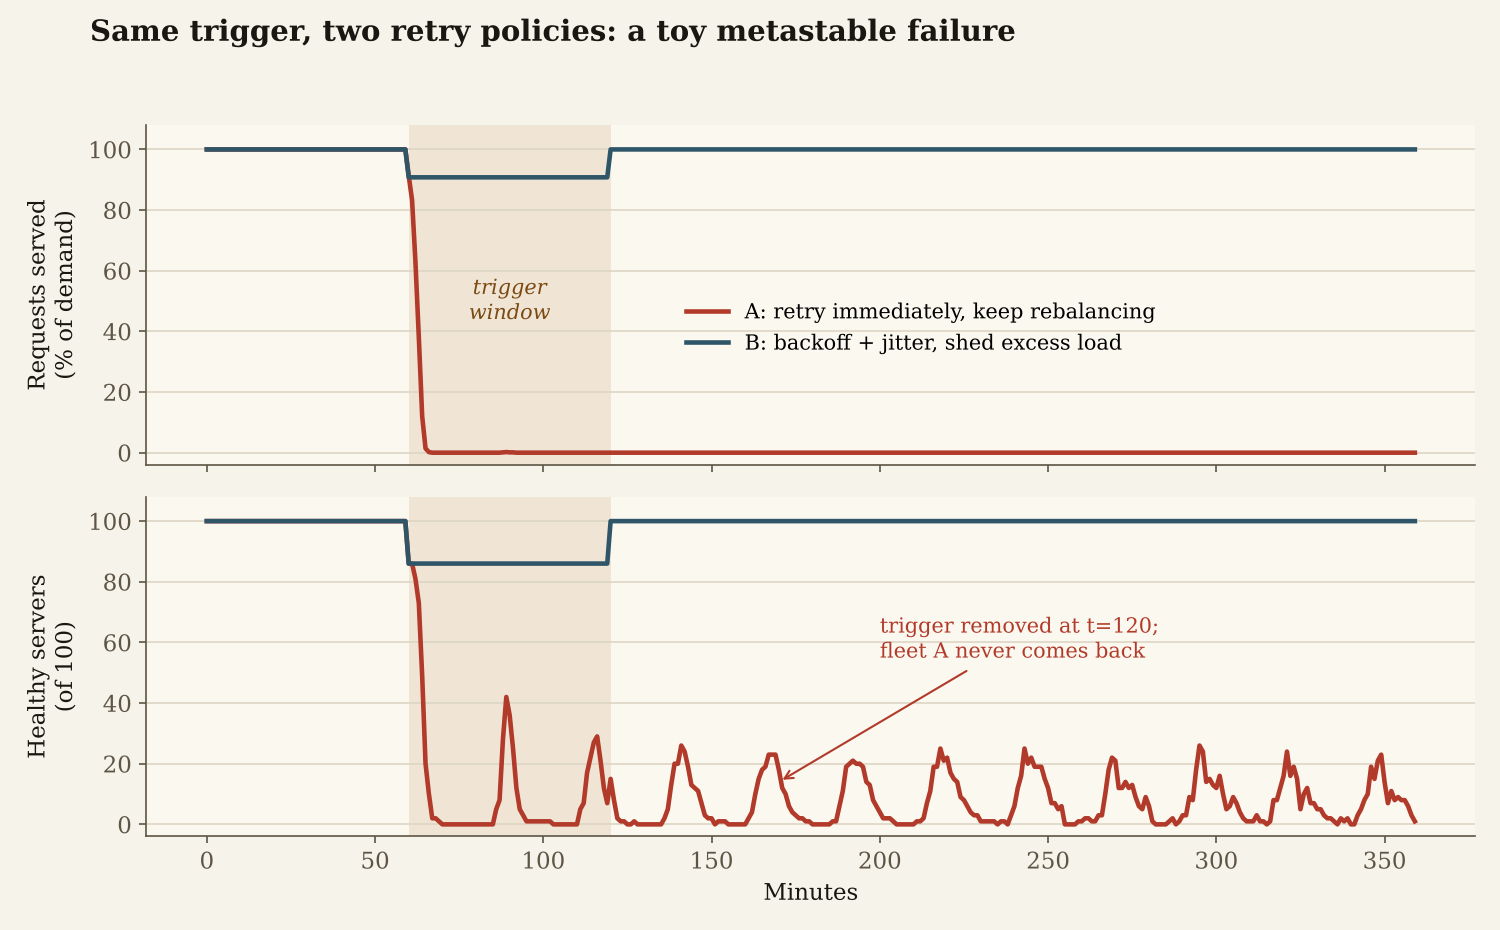 Same trigger, two retry policies: a toy metastable failure
Requests served
(% of demand)
100
80
60
40
20
0
trigger
window
A: retry immediately, keep rebalancing
B: backoff + jitter, shed excess load
Healthy servers
(of 100)
100
80
60
40
20
0
trigger removed at t=120;
fleet A never comes back
0 50 100 150 200 250 300 350
Minutes